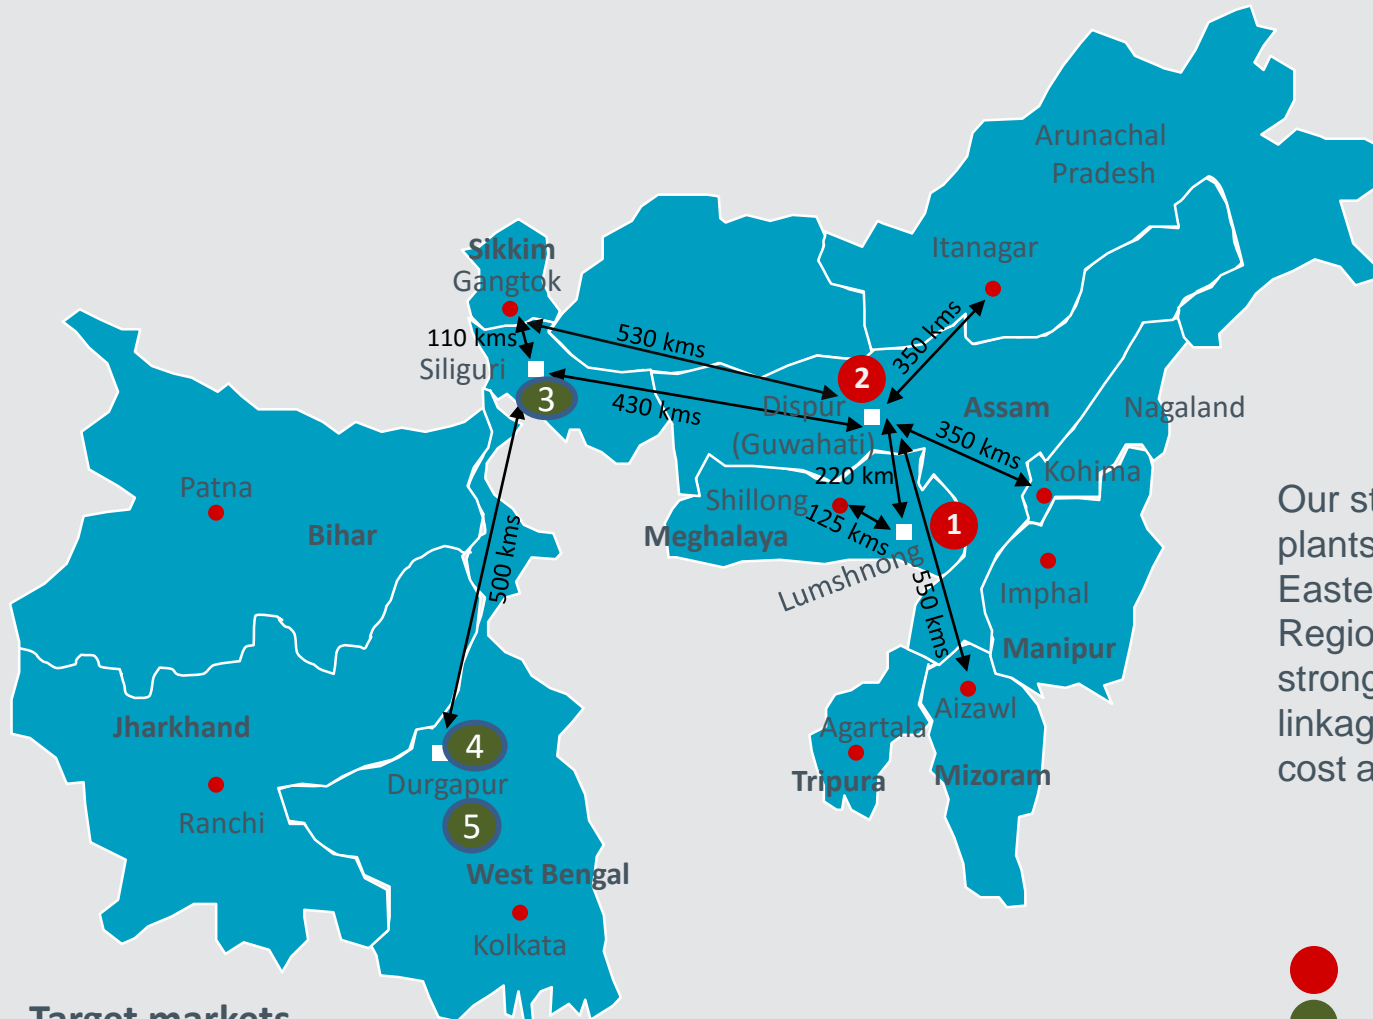 Arunachal
Pradesh
Itanagar
Sikkim
Gangtok
110 kms
Siliguri
530 kms
350 kms
3
430 kms
2
Dispur
(Guwahati)
Assam
350 kms
Nagaland
Kohima
220 km
Patna
Bihar
Shillong
125 kms
Meghalaya
1
Lumshnong
550 kms
500 kms
Imphal
Manipur
Our st
plants
Easte
Regio
strong
linkag
cost a
Jharkhand
Ranchi
4
Durgapur
5
West Bengal
Kolkata
Agartala
Tripura
Aizawl
Mizoram
Target markets